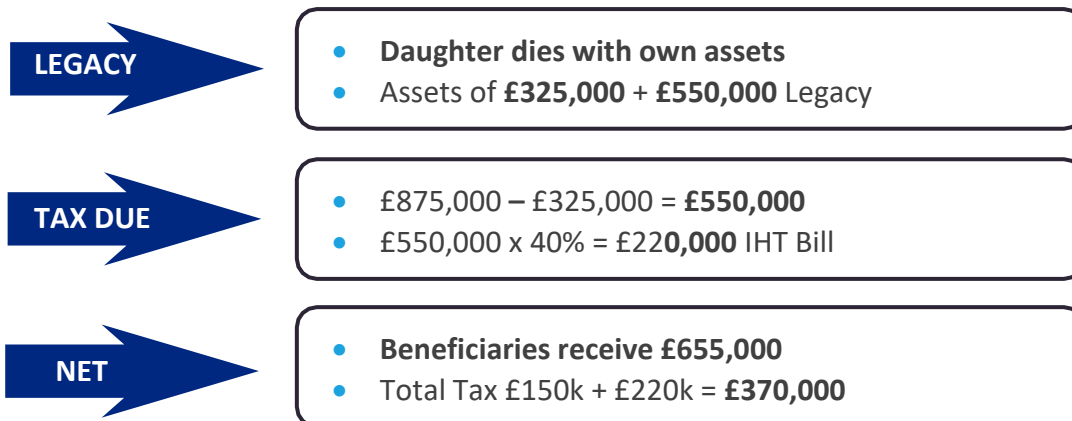 LEGACY
Daughter dies with own assets
Assets of £325,000 + £550,000 Legacy
TAX DUE
£875,000 – £325,000 = £550,000
£550,000 x 40% = £220,000 IHT Bill
NET
Beneficiaries receive £655,000
Total Tax £150k + £220k = £370,000